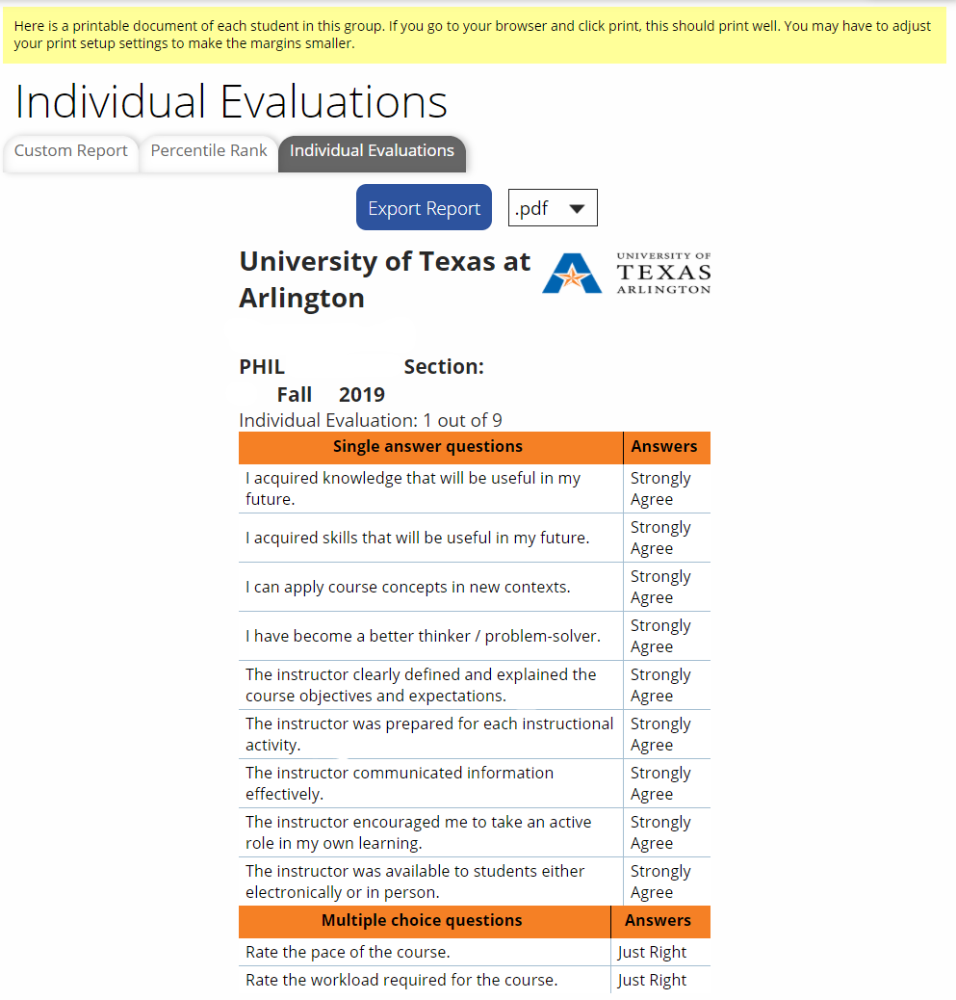 Here is a printable document of each student in this group. If you go to your browser and click print, this should print well. You may have to adjust
your print setup settings to make the margins smaller.
Individual Evaluations
Custom Report Percentile Rank Individual Evaluations
Export Report .pdf
University of Texas at
Arlington
UNIVERSITY OF
TEXAS
ARLINGTON
PHIL Section:
Fall 2019
Individual Evaluation: 1 out of 9
Single answer questions Answers
I acquired knowledge that will be useful in my
future.
Strongly
Agree
I acquired skills that will be useful in my future.
Strongly
Agree
I can apply course concepts in new contexts.
Strongly
Agree
I have become a better thinker / problem-solver.
Strongly
Agree
The instructor clearly defined and explained the
course objectives and expectations.
Strongly
Agree
The instructor was prepared for each instructional
activity.
Strongly
Agree
The instructor communicated information
effectively.
Strongly
Agree
The instructor encouraged me to take an active
role in my own learning.
Strongly
Agree
The instructor was available to students either
electronically or in person.
Strongly
Agree
Multiple choice questions Answers
Rate the pace of the course. Just Right
Rate the workload required for the course. Just Right